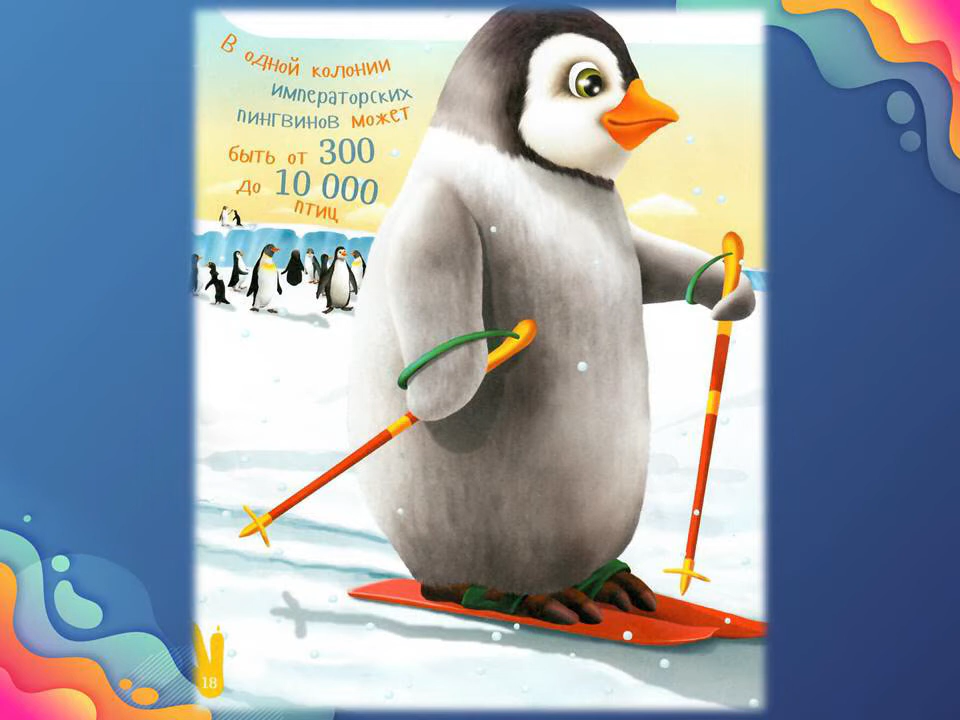 В одной колонии
императорских
пингвинов может
быть от 300
до 10 000
птиц
18